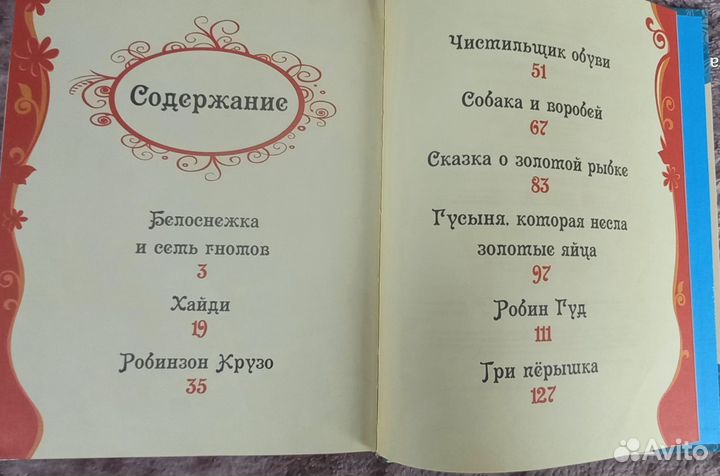 Содержание
Белоснежка
и семь гномов
3
Хайди
19
Робинзон Крузо
35
Чистильщик обуви
51
Собака и воробей
67
Сказка о золотой рыбке
83
Гусыня, которая несла
золотые яйца
97
Робин Гуд
111
Три пёрышка
127
Avito